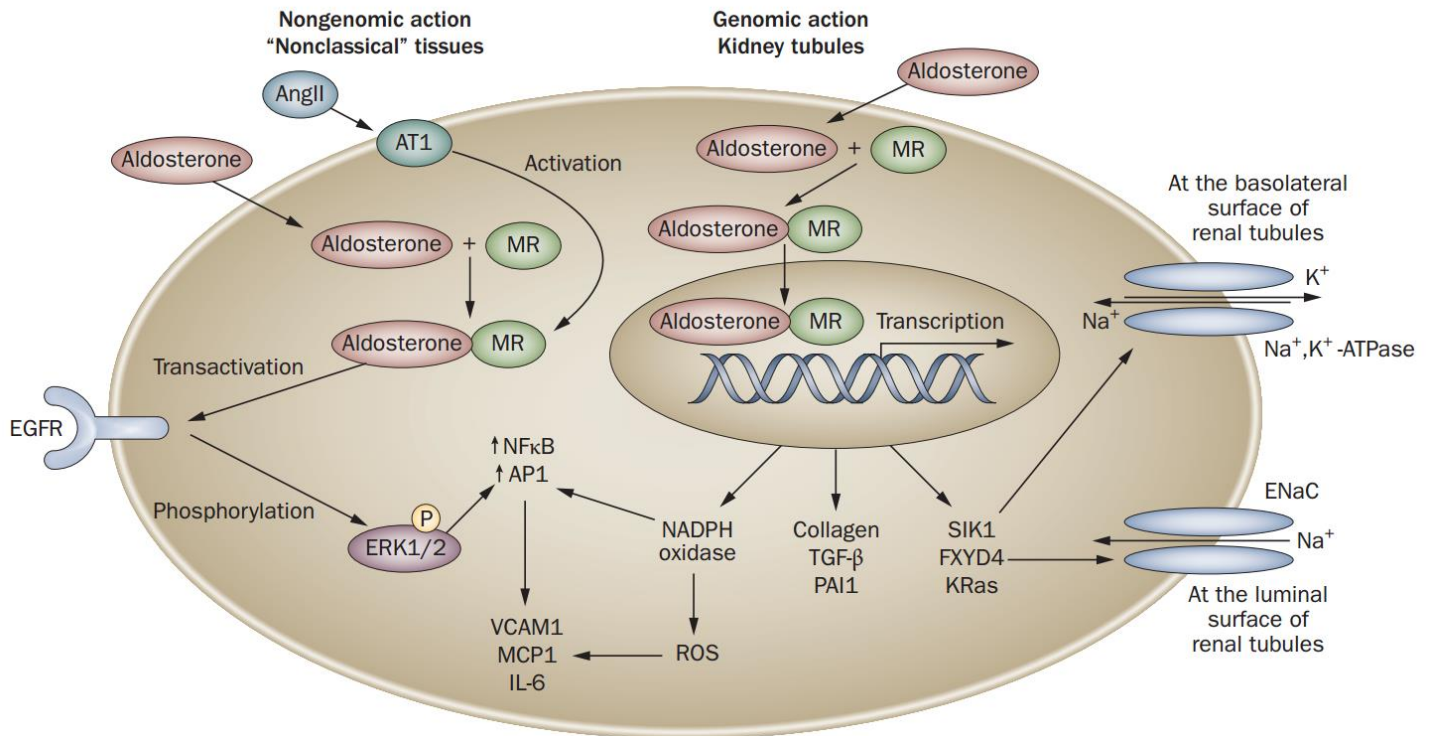 Nongenomic action
“Nonclassical” tissues
Genomic action
Kidney tubules
AngII
AT1
Aldosterone
Activation
Aldosterone + MR
Aldosterone MR
Transactivation
EGFR
Phosphorylation
P
ERK1/2
↑ NFκB
↑ AP1
VCAM1
MCP1
IL-6
Aldosterone
Aldosterone + MR
Aldosterone MR
Aldosterone MR
Transcription
NADPH
oxidase
ROS
Collagen
TGF-β
PAI1
SIK1
FXYD4
KRas
At the basolateral
surface of
renal tubules
K⁺
Na⁺
Na⁺,K⁺-ATPase
ENaC
Na⁺
At the luminal
surface of
renal tubules